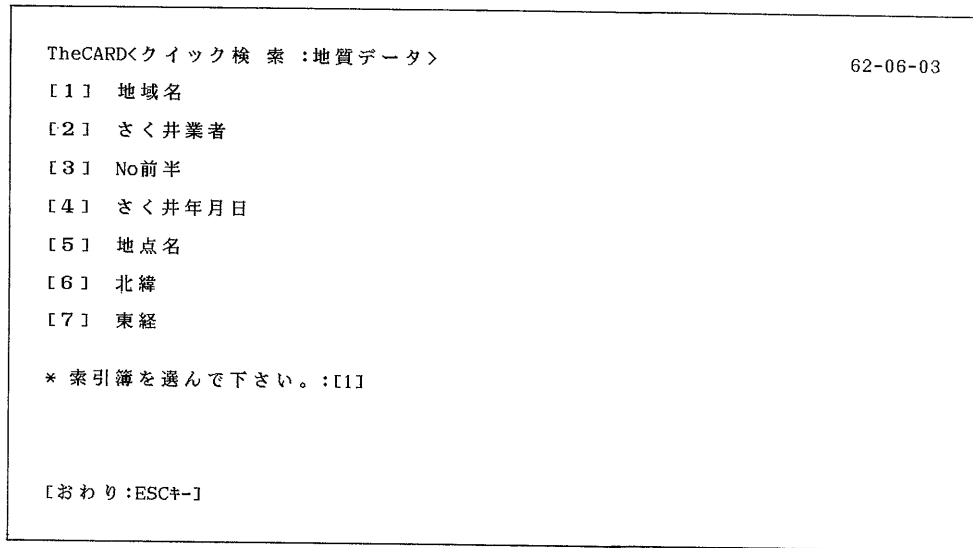 TheCARD<クイック検 索 :地質データ>
62-06-03
[1] 地域名
[2] さく井業者
[3] No前半
[4] さく井年月日
[5] 地点名
[6] 北緯
[7] 東経
* 索引簿を選んで下さい。:[1]
[おわり:ESCキー]